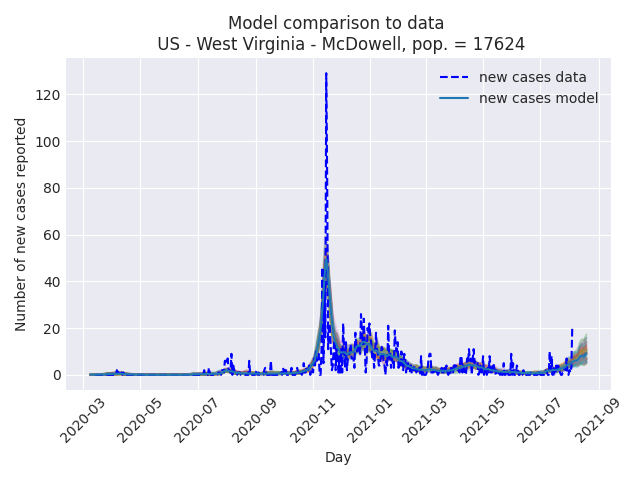 Model comparison to data
US - West Virginia - McDowell, pop. = 17624
new cases data
new cases model
Number of new cases reported
120
100
80
60
40
20
0
2020-03
2020-05
2020-07
2020-09
2020-11
2021-01
2021-03
2021-05
2021-07
2021-09
Day